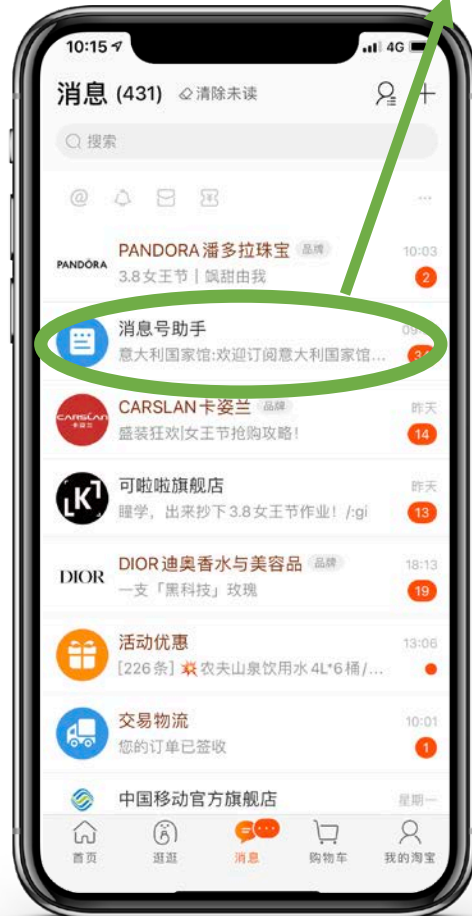 10:15
4G
消息 (431) 清除未读
搜索
PANDORA
PANDORA潘多拉珠宝 品牌 10:03
3.8女王节 | 飒甜由我 2
消息号助手
意大利国家馆:欢迎订阅意大利国家馆... 34
CARSLAN
卡姿兰
CARSLAN卡姿兰 品牌 昨天
盛装狂欢|女王节抢购攻略! 14
LK
可啦啦旗舰店 昨天
瞳学，出来抄下3.8女王节作业! /:gi 13
DIOR
DIOR迪奥香水与美容品 品牌 18:13
一支「黑科技」玫瑰 19
活动优惠 13:06
[226条] 农夫山泉饮用水4L*6桶/...
交易物流 10:01
您的订单已签收 1
中国移动官方旗舰店 星期一
首页 逛逛 消息 购物车 我的淘宝